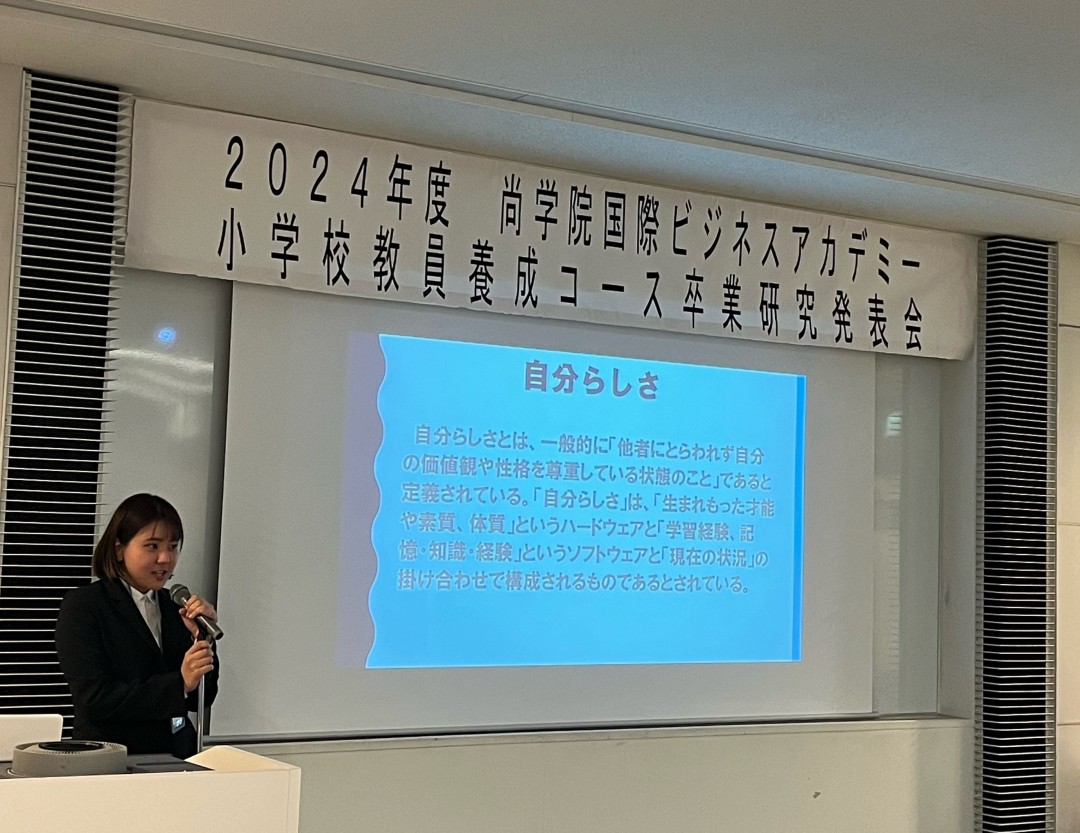 2024年度 尚学院国際ビジネスアカデミー
小学校教員養成コース卒業研究発表会
自分らしさ
自分らしさとは、一般的に「他者にとらわれず自分
の価値観や性格を尊重している状態のこと」であると
定義されている。「自分らしさ」は、「生まれもった才能
や素質、体質」というハードウェアと「学習経験、記
憶・知識・経験」というソフトウェアと「現在の状況」の
掛け合わせで構成されるものであるとされている。